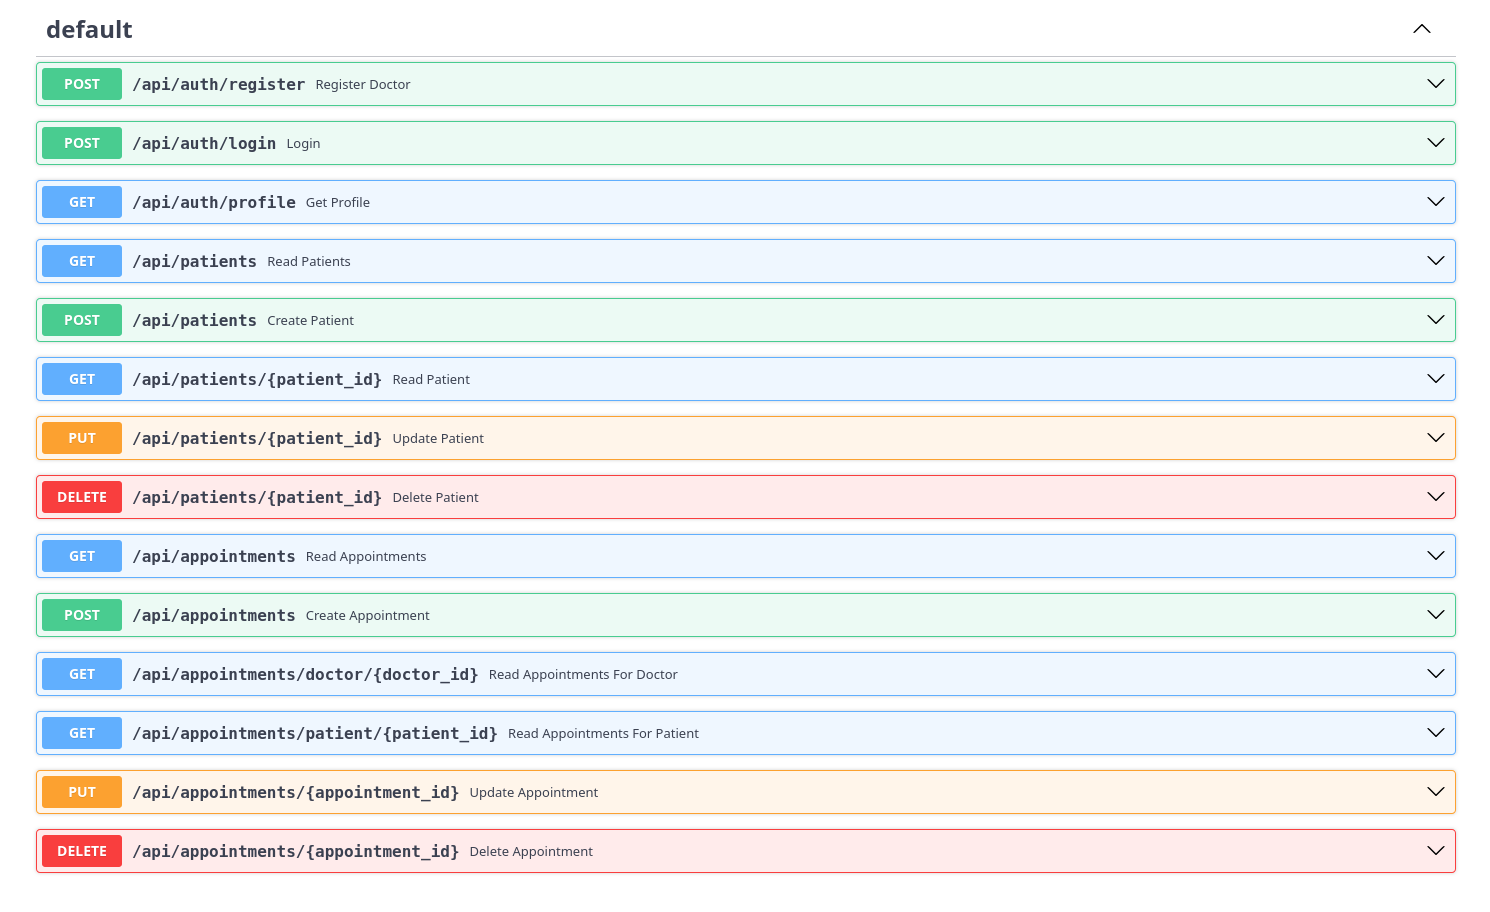 default
POST /api/auth/register Register Doctor
POST /api/auth/login Login
GET /api/auth/profile Get Profile
GET /api/patients Read Patients
POST /api/patients Create Patient
GET /api/patients/{patient_id} Read Patient
PUT /api/patients/{patient_id} Update Patient
DELETE /api/patients/{patient_id} Delete Patient
GET /api/appointments Read Appointments
POST /api/appointments Create Appointment
GET /api/appointments/doctor/{doctor_id} Read Appointments For Doctor
GET /api/appointments/patient/{patient_id} Read Appointments For Patient
PUT /api/appointments/{appointment_id} Update Appointment
DELETE /api/appointments/{appointment_id} Delete Appointment